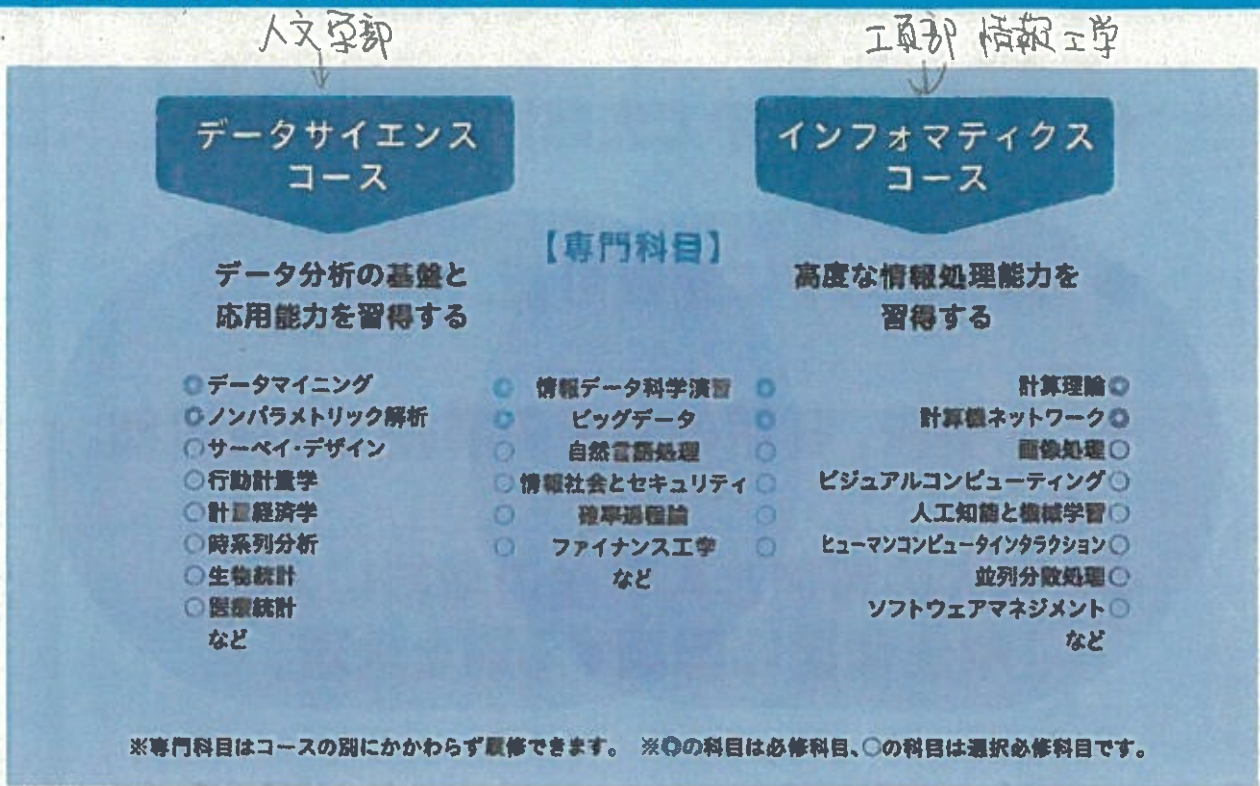 人文学部
工学部 情報工学
データサイエンス
コース
インフォマティクス
コース
【専門科目】
データ分析の基盤と
応用能力を習得する
高度な情報処理能力を
習得する
◎データマイニング
◎ノンパラメトリック解析
○サーベイ・デザイン
○行動計量学
○計量経済学
○時系列分析
○生物統計
○医療統計
など
◎ 情報データ科学演習 ◎
◎ ビッグデータ ◎
○ 自然言語処理 ○
○ 情報社会とセキュリティ ○
○ 確率過程論 ○
○ ファイナンス工学 ○
など
計算理論◎
計算機ネットワーク◎
画像処理○
ビジュアルコンピューティング○
人工知能と機械学習○
ヒューマンコンピュータインタラクション○
並列分散処理○
ソフトウェアマネジメント○
など
※専門科目はコースの別にかかわらず履修できます。 ※◎の科目は必修科目、○の科目は選択必修科目です。